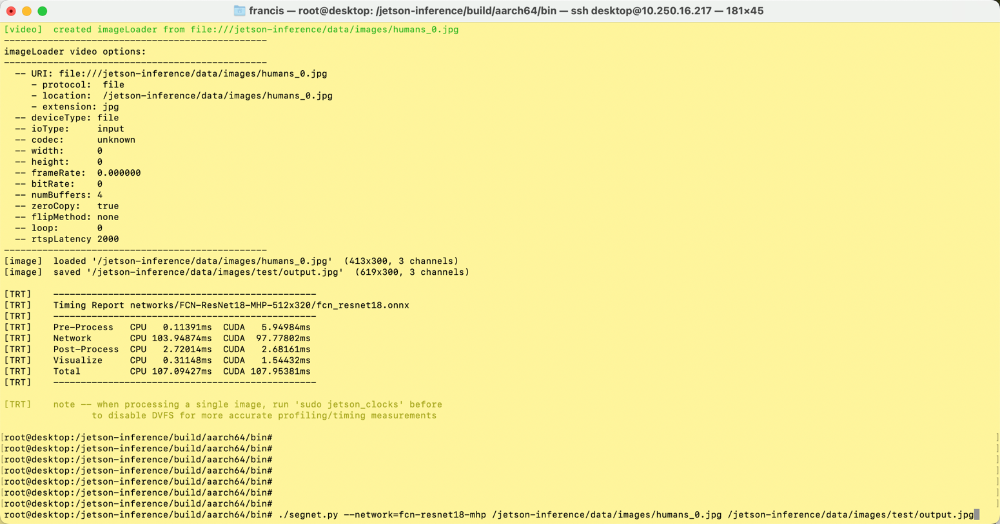 francis — root@desktop: /jetson-inference/build/aarch64/bin — ssh desktop@10.250.16.217 — 181×45
[video]  created imageLoader from file:///jetson-inference/data/images/humans_0.jpg
------------------------------------------------
imageLoader video options:
------------------------------------------------
  -- URI: file:///jetson-inference/data/images/humans_0.jpg
     - protocol:  file
     - location:  /jetson-inference/data/images/humans_0.jpg
     - extension: jpg
  -- deviceType: file
  -- ioType:     input
  -- codec:      unknown
  -- width:      0
  -- height:     0
  -- frameRate:  0.000000
  -- bitRate:    0
  -- numBuffers: 4
  -- zeroCopy:   true
  -- flipMethod: none
  -- loop:       0
  -- rtspLatency 2000
------------------------------------------------
[image]  loaded '/jetson-inference/data/images/humans_0.jpg'  (413x300, 3 channels)
[image]  saved '/jetson-inference/data/images/test/output.jpg'  (619x300, 3 channels)
[TRT]    ------------------------------------------------
[TRT]    Timing Report networks/FCN-ResNet18-MHP-512x320/fcn_resnet18.onnx
[TRT]    ------------------------------------------------
[TRT]    Pre-Process   CPU   0.11391ms  CUDA   5.94984ms
[TRT]    Network       CPU 103.94874ms  CUDA  97.77802ms
[TRT]    Post-Process  CPU   2.72014ms  CUDA   2.68161ms
[TRT]    Visualize     CPU   0.31148ms  CUDA   1.54432ms
[TRT]    Total         CPU 107.09427ms  CUDA 107.95381ms
[TRT]    ------------------------------------------------
[TRT]    note -- when processing a single image, run 'sudo jetson_clocks' before
                to disable DVFS for more accurate profiling/timing measurements
[root@desktop:/jetson-inference/build/aarch64/bin# ]
[root@desktop:/jetson-inference/build/aarch64/bin# ]
[root@desktop:/jetson-inference/build/aarch64/bin# ]
[root@desktop:/jetson-inference/build/aarch64/bin# ]
[root@desktop:/jetson-inference/build/aarch64/bin# ]
[root@desktop:/jetson-inference/build/aarch64/bin# ]
[root@desktop:/jetson-inference/build/aarch64/bin# ]
root@desktop:/jetson-inference/build/aarch64/bin# ./segnet.py --network=fcn-resnet18-mhp /jetson-inference/data/images/humans_0.jpg /jetson-inference/data/images/test/output.jpg